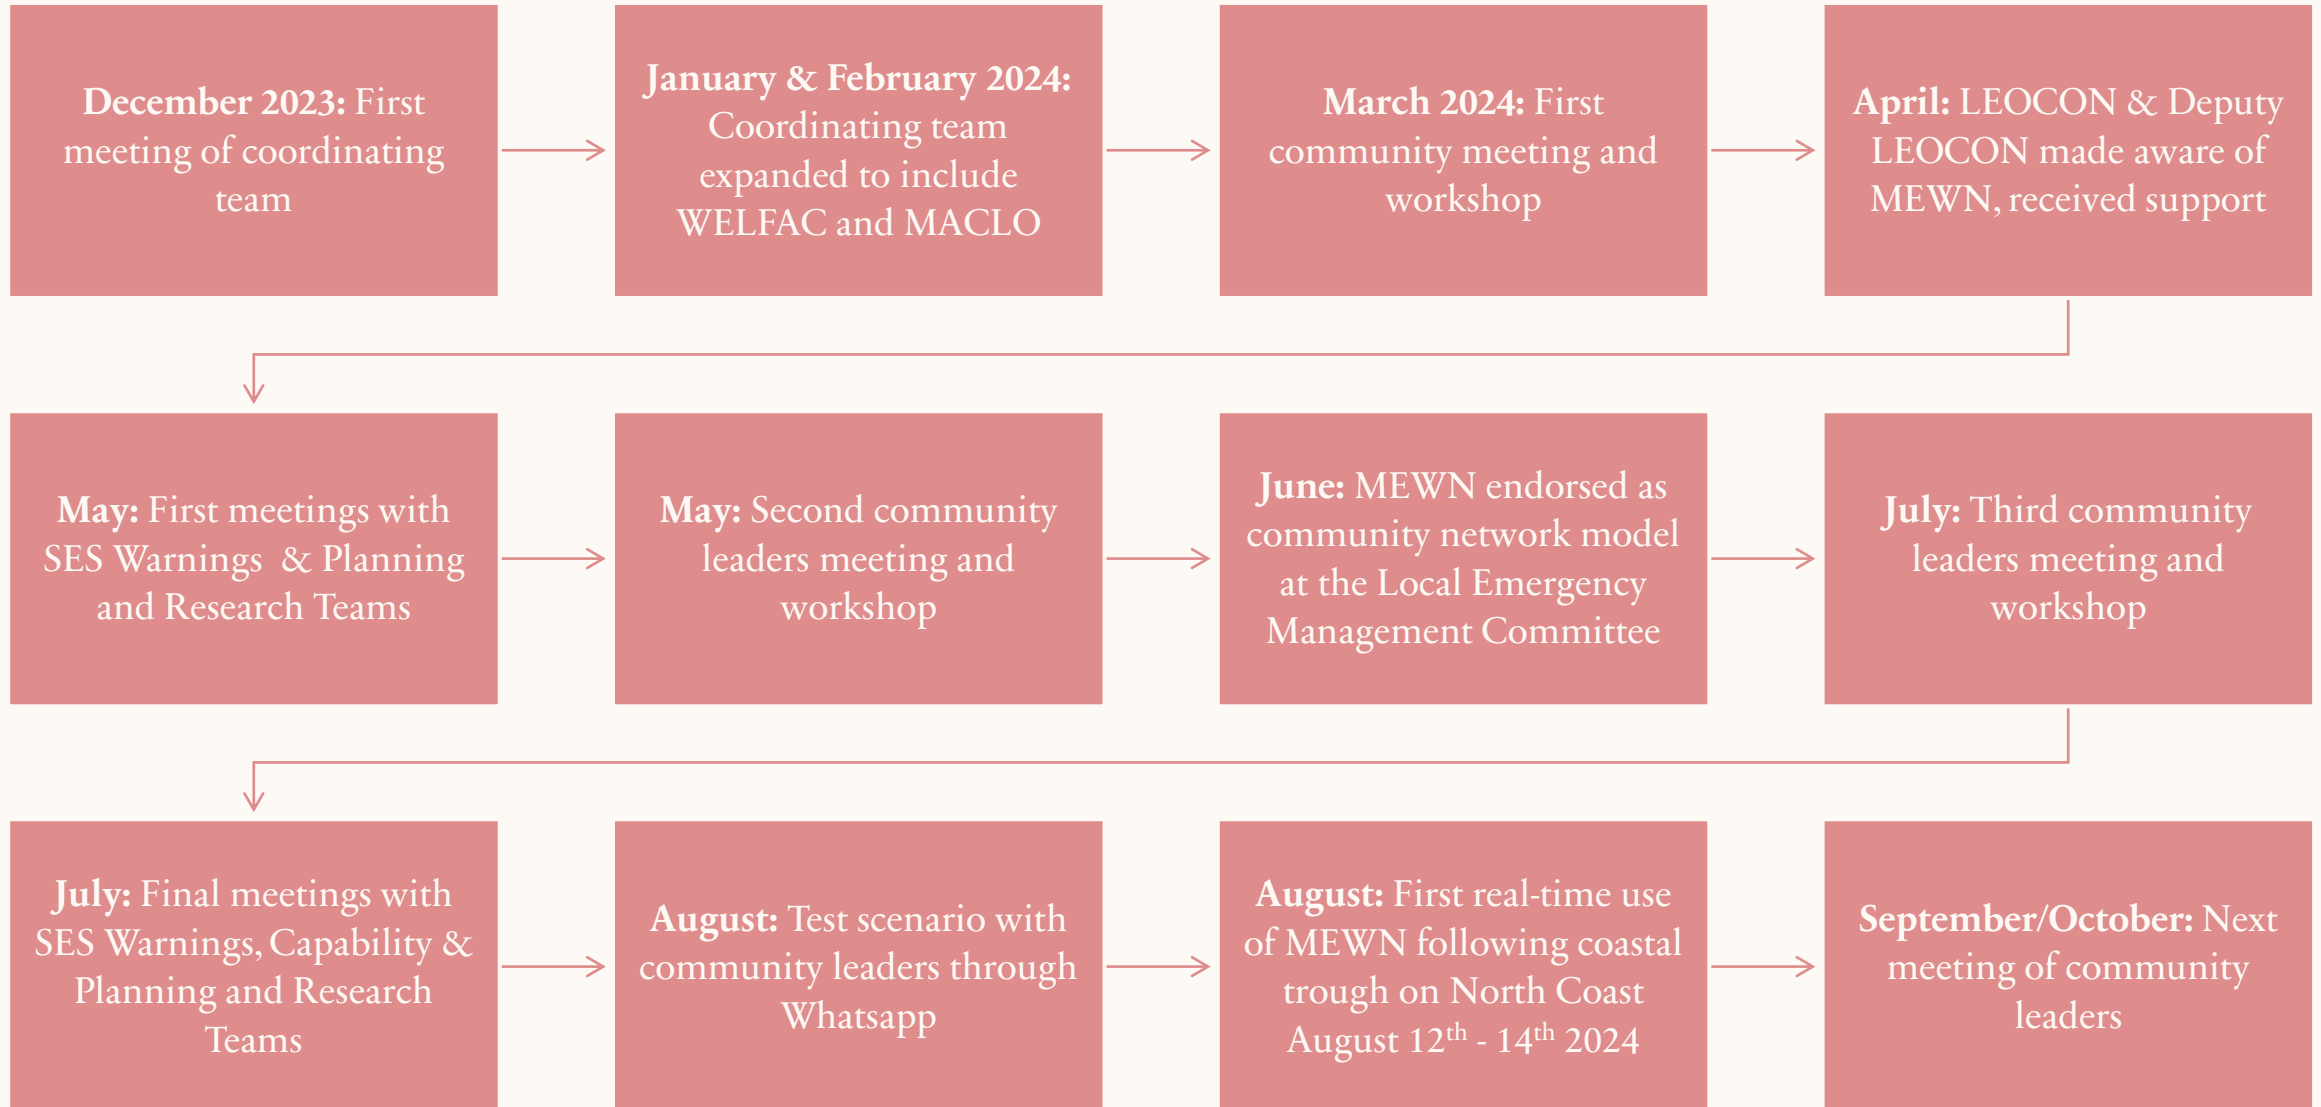 December 2023: First
meeting of coordinating
team
January & February 2024:
Coordinating team
expanded to include
WELFAC and MACLO
March 2024: First
community meeting and
workshop
April: LEOCON & Deputy
LEOCON made aware of
MEWN, received support
May: First meetings with
SES Warnings & Planning
and Research Teams
May: Second community
leaders meeting and
workshop
June: MEWN endorsed as
community network model
at the Local Emergency
Management Committee
July: Third community
leaders meeting and
workshop
July: Final meetings with
SES Warnings, Capability &
Planning and Research
Teams
August: Test scenario with
community leaders through
Whatsapp
August: First real-time use
of MEWN following coastal
trough on North Coast
August 12th - 14th 2024
September/October: Next
meeting of community
leaders